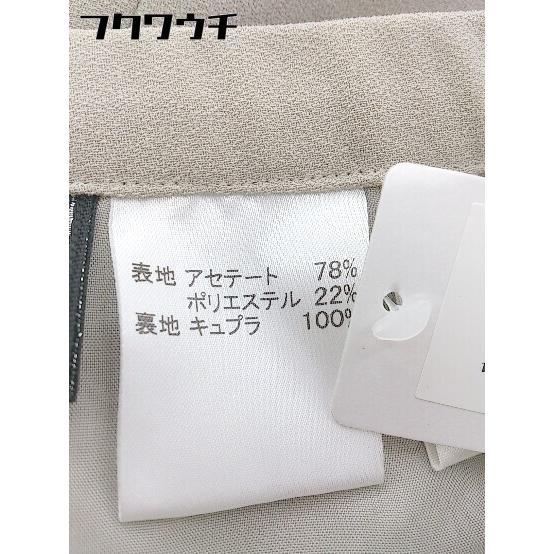 フクウウチ
表地 アセテート 78%
ポリエステル 22%
裏地 キュプラ 100%